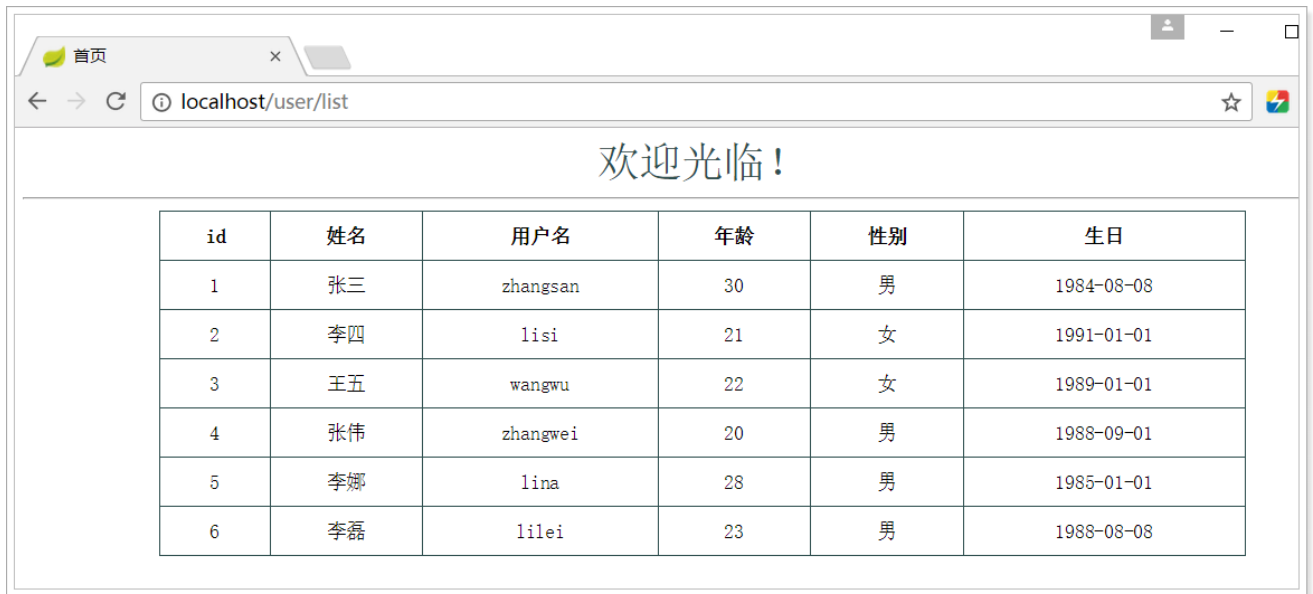 首页
localhost/user/list
欢迎光临！
id 姓名 用户名 年龄 性别 生日
1 张三 zhangsan 30 男 1984-08-08
2 李四 lisi 21 女 1991-01-01
3 王五 wangwu 22 女 1989-01-01
4 张伟 zhangwei 20 男 1988-09-01
5 李娜 lina 28 男 1985-01-01
6 李磊 lilei 23 男 1988-08-08